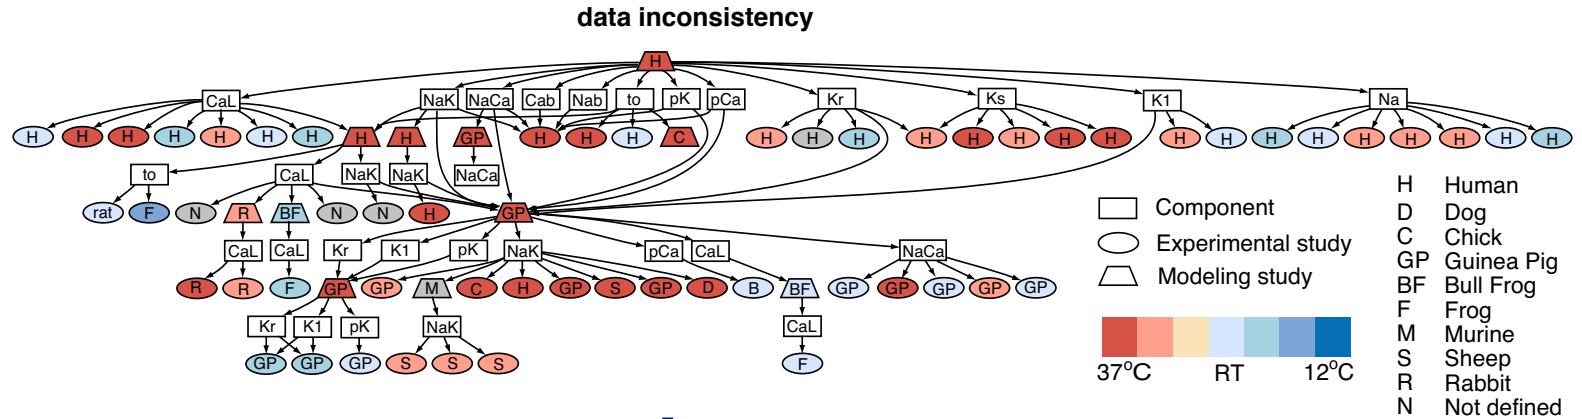 data inconsistency
H
CaL NaK NaCa Cab Nab to pK pCa Kr Ks K1 Na
H H H H H H H H H GP H H H C H H H H H H H H H H H H H H H H H
to CaL NaK NaK NaCa
rat F N R BF N N H GP
CaL CaL Kr K1 pK NaK pCa CaL NaCa
R R F GP GP M C H GP S GP D B BF GP GP GP GP GP
Kr K1 pK NaK CaL
GP GP GP S S S F
Component
Experimental study
Modeling study
37°C RT 12°C
H Human
D Dog
C Chick
GP Guinea Pig
BF Bull Frog
F Frog
M Murine
S Sheep
R Rabbit
N Not defined